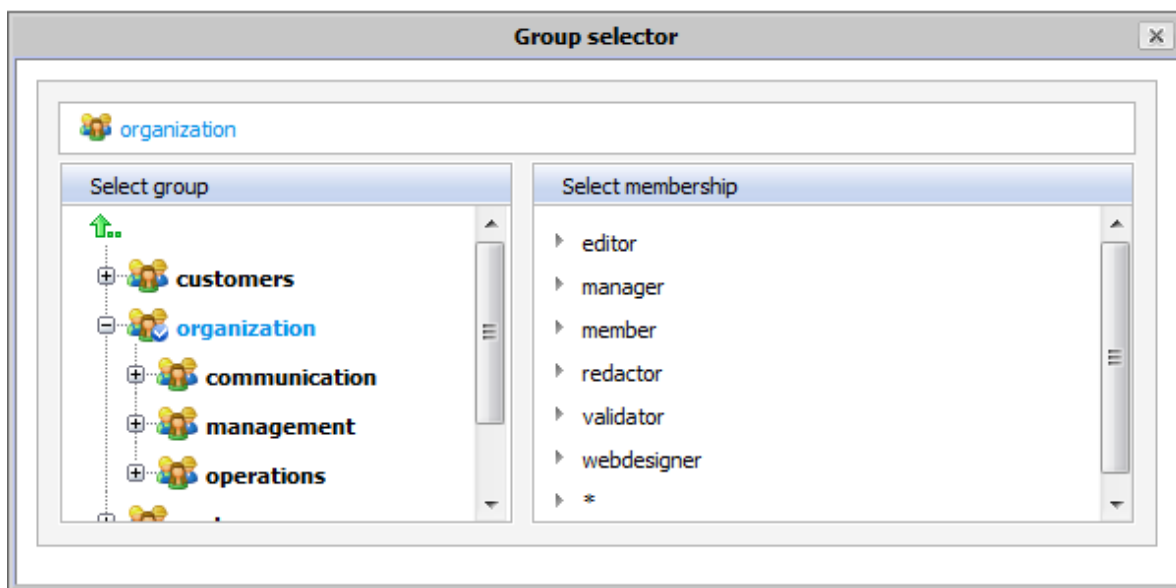 Group selector
organization
Select group
Select membership
customers
organization
communication
management
operations
editor
manager
member
redactor
validator
webdesigner
*